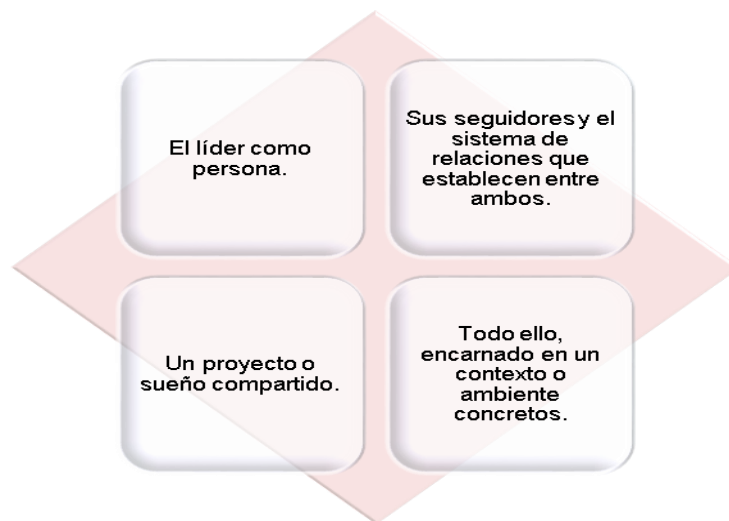 El líder como
persona.
Sus seguidores y el
sistema de
relaciones que
establecen entre
ambos.
Un proyecto o
sueño compartido.
Todo ello,
encarnado en un
contexto o
ambiente
concretos.